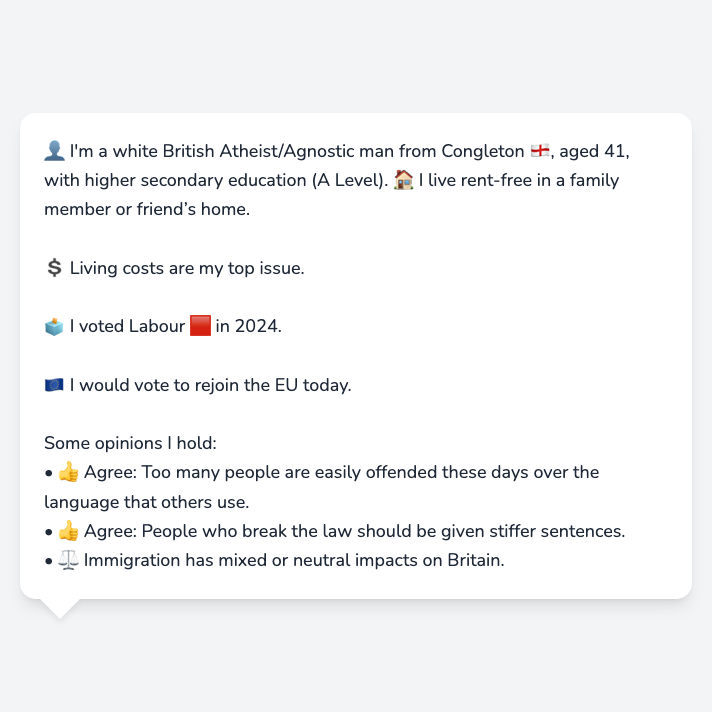 👤 I'm a white British Atheist/Agnostic man from Congleton 🏴󠁧󠁢󠁥󠁮󠁧󠁿, aged 41,
with higher secondary education (A Level). 🏠 I live rent-free in a family
member or friend’s home.
💲 Living costs are my top issue.
🗳️ I voted Labour 🟥 in 2024.
🇪🇺 I would vote to rejoin the EU today.
Some opinions I hold:
• 👍 Agree: Too many people are easily offended these days over the
language that others use.
• 👍 Agree: People who break the law should be given stiffer sentences.
• ⚖️ Immigration has mixed or neutral impacts on Britain.